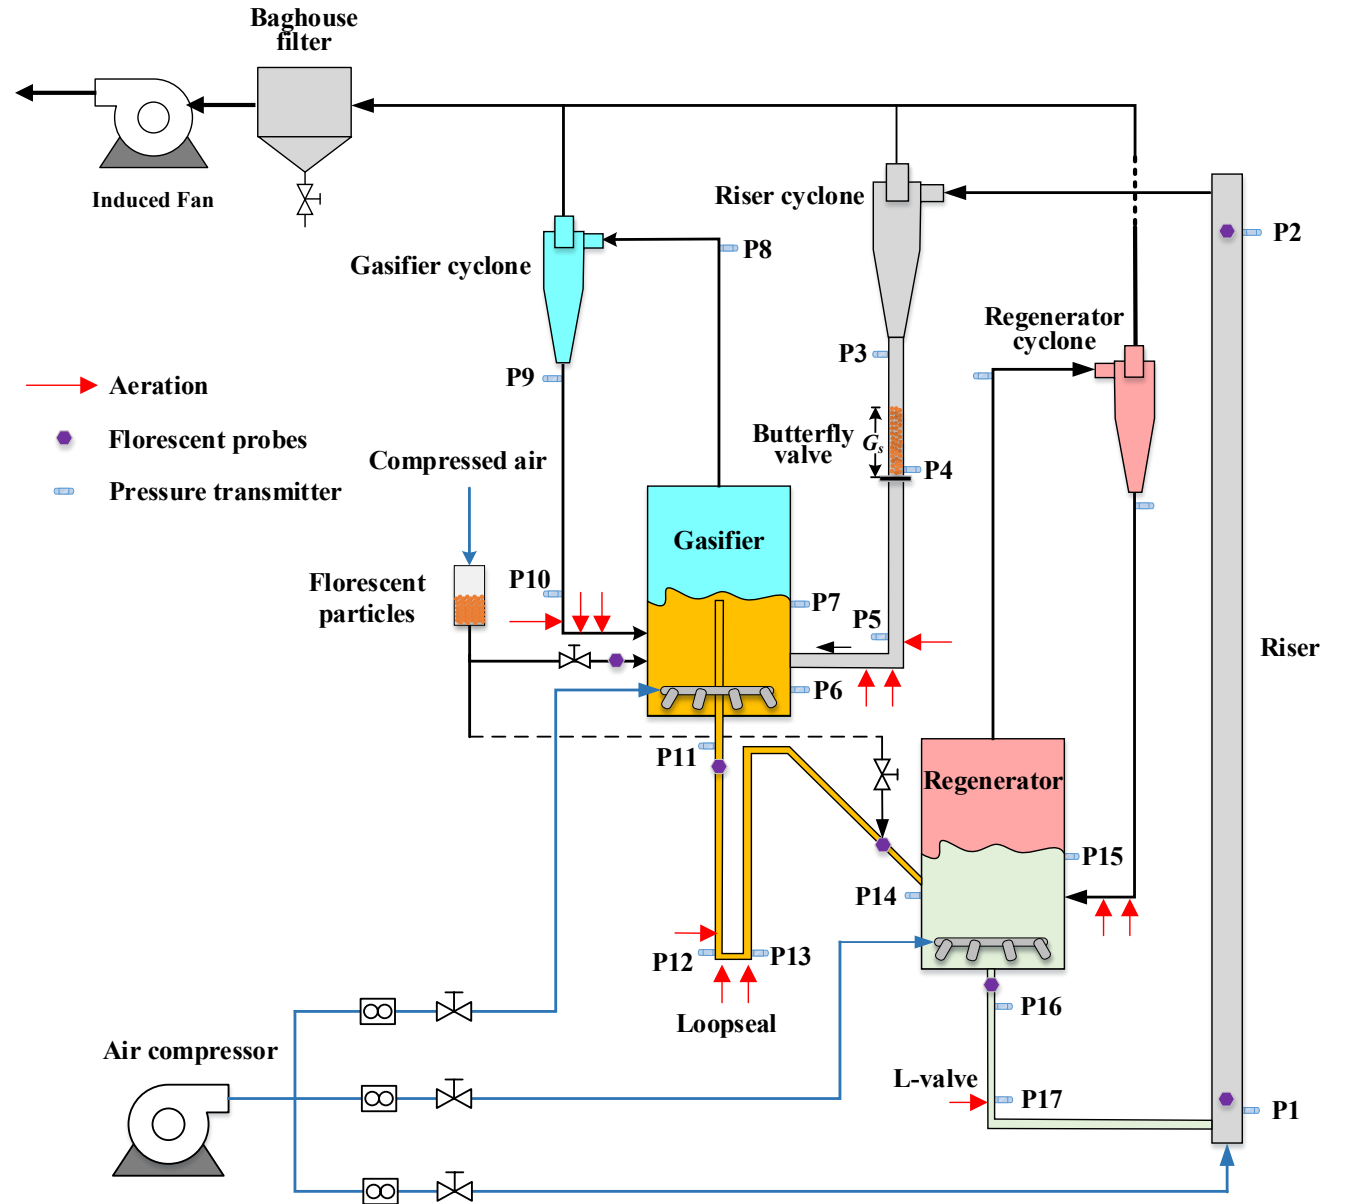 Baghouse
filter
Induced Fan
Riser cyclone
P2
Gasifier cyclone
P8
Regenerator
cyclone
P3
P9
Aeration
Florescent probes
Pressure transmitter
Butterfly
valve
Gs
P4
Compressed air
Gasifier
Florescent
particles
P10
P7
P5
Riser
P6
P11
Regenerator
P15
P14
P12
P13
Loopseal
P16
Air compressor
L-valve
P17
P1